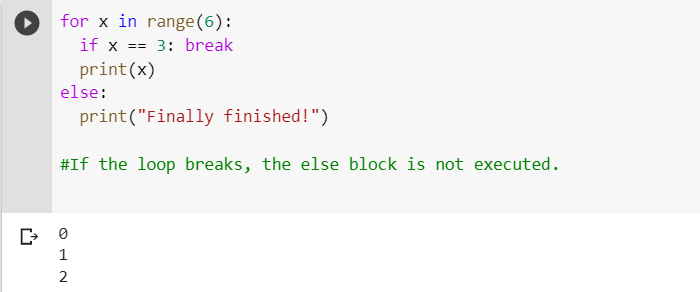 for x in range(6):
  if x == 3: break
  print(x)
else:
  print("Finally finished!")
#If the loop breaks, the else block is not executed.
0
1
2